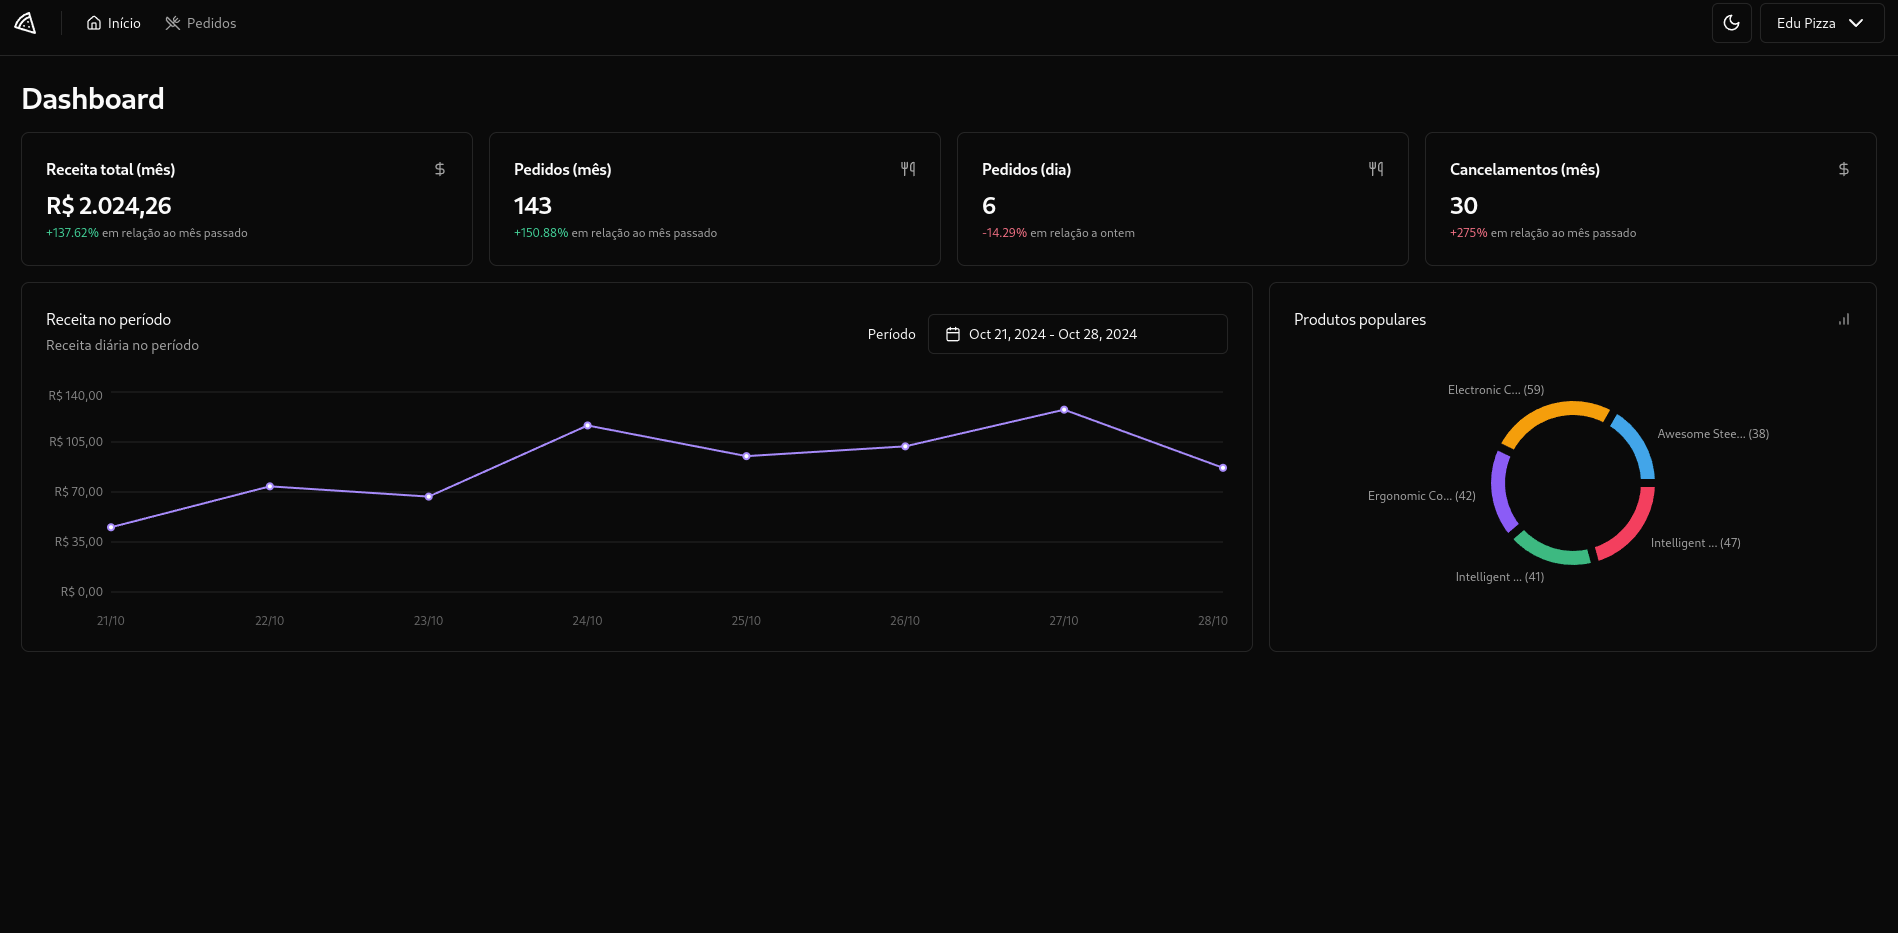 Início
Pedidos
Edu Pizza
Dashboard
Receita total (mês)
$
R$ 2.024,26
+137.62% em relação ao mês passado
Pedidos (mês)
143
+150.88% em relação ao mês passado
Pedidos (dia)
6
-14.29% em relação a ontem
Cancelamentos (mês)
$
30
+275% em relação ao mês passado
Receita no período
Receita diária no período
Período
Oct 21, 2024 - Oct 28, 2024
R$ 140,00
R$ 105,00
R$ 70,00
R$ 35,00
R$ 0,00
21/10
22/10
23/10
24/10
25/10
26/10
27/10
28/10
Produtos populares
Electronic C... (59)
Awesome Stee... (38)
Ergonomic Co... (42)
Intelligent ... (47)
Intelligent ... (41)